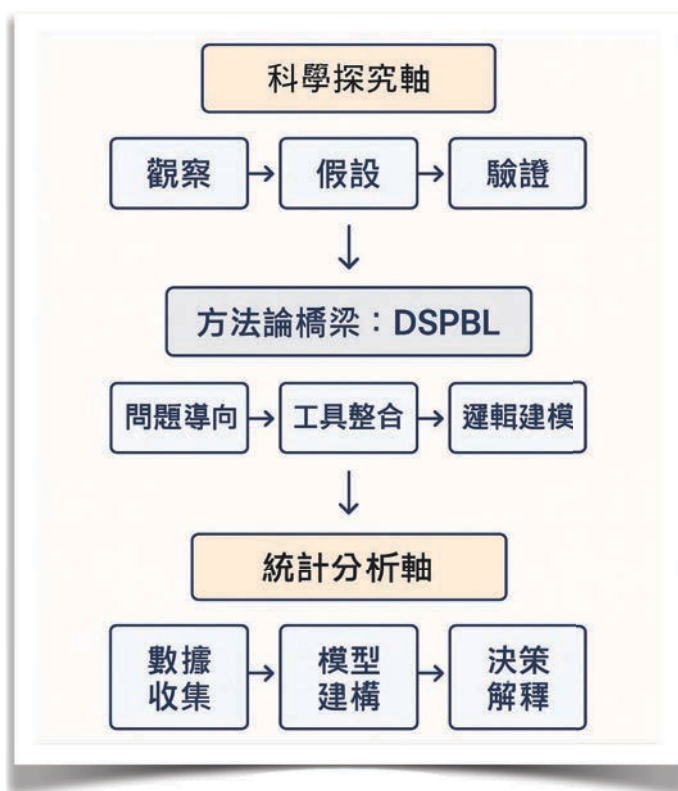 科學探究軸
觀察 → 假設 → 驗證
↓
方法論橋梁：DSPBL
問題導向 → 工具整合 → 邏輯建模
↓
統計分析軸
數據 → 模型 → 決策
收集 建構 解釋